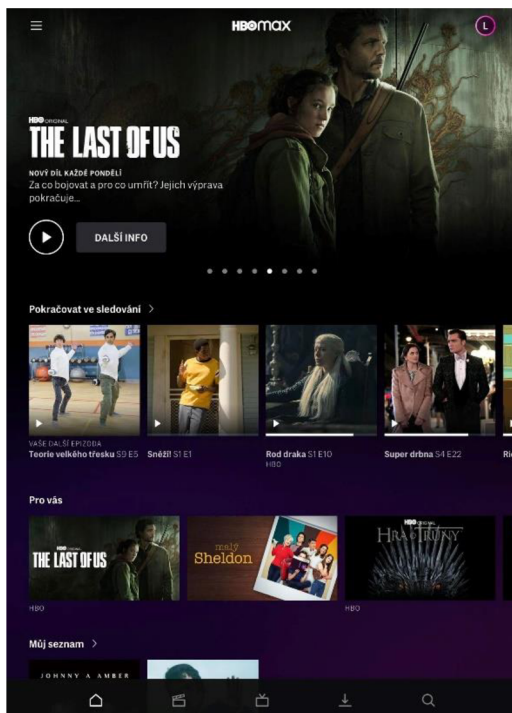 HBOmax
L
HBO ORIGINAL
THE LAST OF US
NOVÝ DÍL KAŽDÉ PONDĚLÍ
Za co bojovat a pro co umřít? Jejich výprava
pokračuje...
DALŠÍ INFO
Pokračovat ve sledování >
VAŠE DALŠÍ EPIZODA
Teorie velkého třesku S9 E5
Sněží! S1 E1
Rod draka S1 E10
HBO
Super drbna S4 E22
Ri
Pro vás
HBO ORIGINAL
THE LAST OF US
HBO
malý
Sheldon
HBO ORIGINAL
HRA O TRŮNY
HBO
Můj seznam >
JOHNNY A AMBER